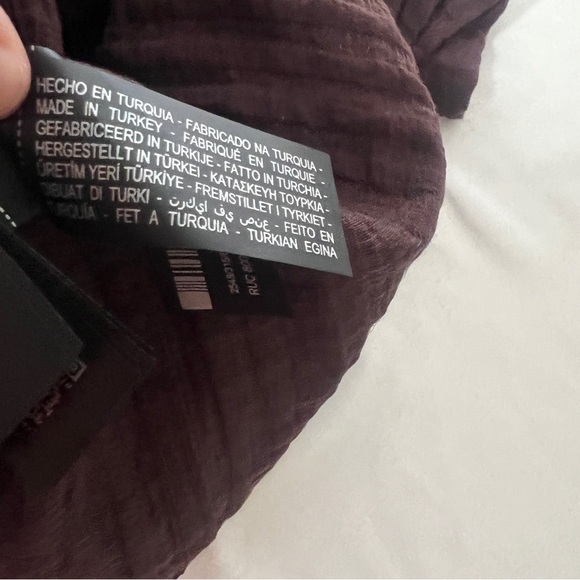 HECHO EN TURQUIA - FABRICADO NA TURQUIA -
MADE IN TURKEY - FABRIQUÉ EN TURQUIE -
GEFABRICEERD IN TURKIJE - FATTO IN TURCHIA -
HERGESTELLT IN TÜRKEI - ΚΑΤΑΣΚΕΥΗ ΤΟΥΡΚΙΑ -
ÜRETİM YERİ TÜRKİYE - FREMSTILLET I TYRKIET -
DIBUAT DI TURKI - صنع في تركيا - FEITO EN
TURQUÍA - FET A TURQUIA - TURKIAN EGINA
RUC